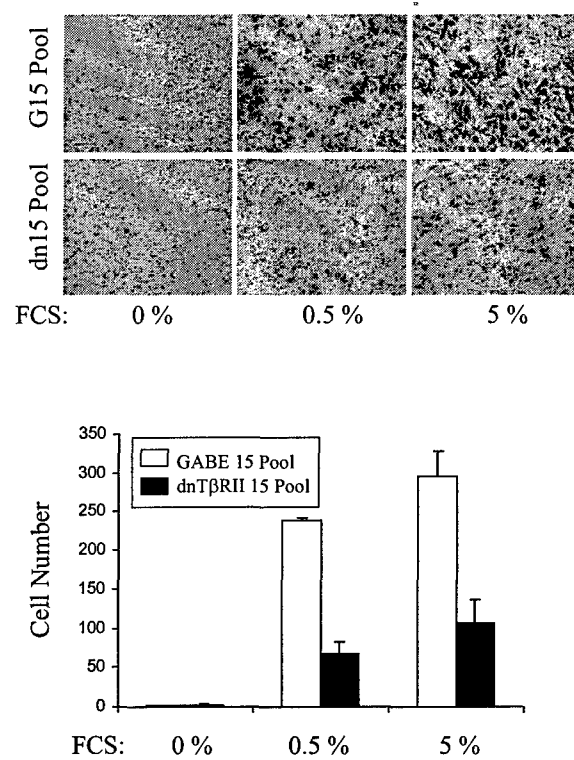 G15 Pool
dn15 Pool
FCS: 0 % 0.5 % 5 %
350
300
250
200
150
100
50
0
Cell Number
GABE 15 Pool
dnTβRII 15 Pool
FCS: 0 % 0.5 % 5 %